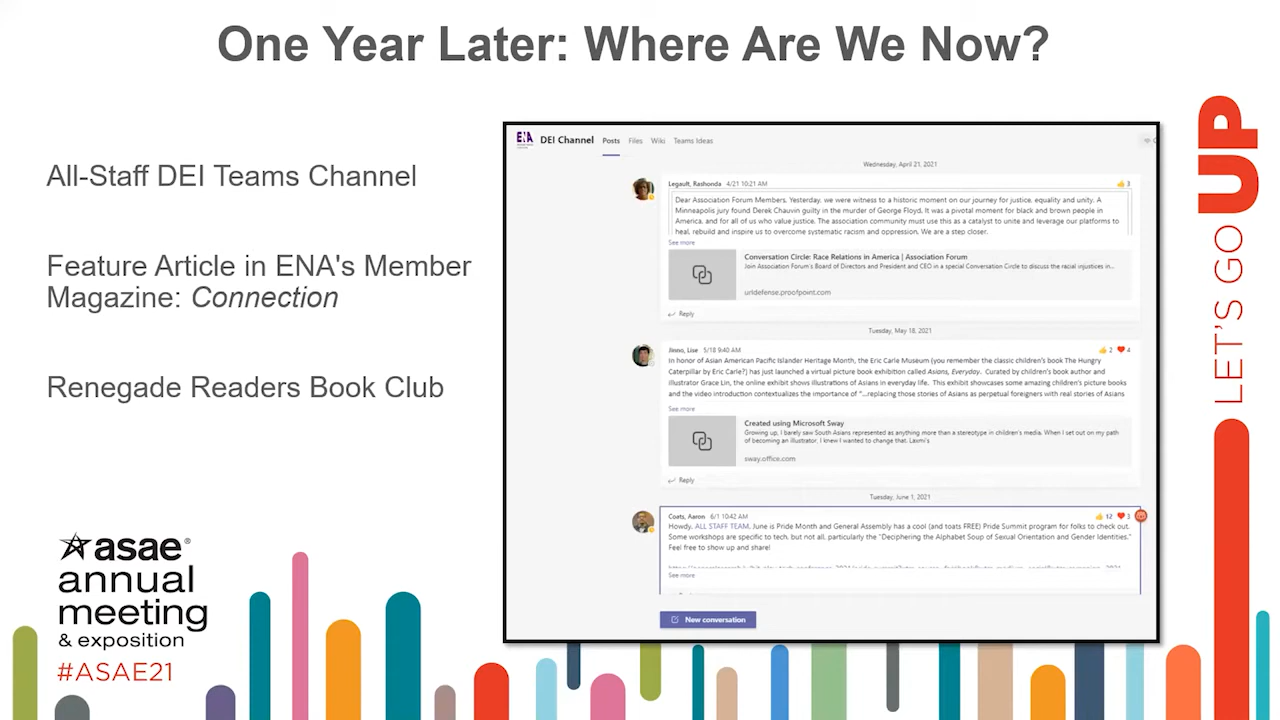 One Year Later: Where Are We Now?
All-Staff DEI Teams Channel
Feature Article in ENA's Member
Magazine: Connection
Renegade Readers Book Club
asae®
annual
meeting
& exposition
#ASAE21
ENA
DEI Channel Posts Files Wiki Teams Ideas
Wednesday, April 21, 2021
Legault, Rashonda 4/21 10:21 AM 3
Dear Association Forum Members, Yesterday, we were witness to a historic moment on our journey for justice, equality and unity. A
Minneapolis jury found Derek Chauvin guilty in the murder of George Floyd. It was a pivotal moment for black and brown people in
America, and for all of us who value justice. The association community must use this as a catalyst to unite and leverage our platforms to
heal, rebuild and inspire us to overcome systematic racism and oppression. We are a step closer.
See more
Conversation Circle: Race Relations in America | Association Forum
Join Association Forum's Board of Directors and President and CEO in a special Conversation Circle to discuss the racial injustices in...
urldefense.proofpoint.com
Reply
Tuesday, May 18, 2021
Jinno, Lise 5/18 9:40 AM 2 4
In honor of Asian American Pacific Islander Heritage Month, the Eric Carle Museum (you remember the classic children's book The Hungry
Caterpillar by Eric Carle?) has just launched a virtual picture book exhibition called Asians, Everyday. Curated by children's book author and
illustrator Grace Lin, the online exhibit shows illustrations of Asians in everyday life. This exhibit showcases some amazing children's picture books
and the video introduction contextualizes the importance of "...replacing those stories of Asians as perpetual foreigners with real stories of Asians
See more
Created using Microsoft Sway
Growing up, I barely saw South Asians represented as anything more than a stereotype in children's media. When I set out on my path
of becoming an illustrator, I knew I wanted to change that. Laxmi's
sway.office.com
Reply
Tuesday, June 1, 2021
Coats, Aaron 6/1 10:42 AM 12 3
Howdy, ALL STAFF TEAM, June is Pride Month and General Assembly has a cool (and toats FREE) Pride Summit program for folks to check out.
Some workshops are specific to tech, but not all, particularly the "Deciphering the Alphabet Soup of Sexual Orientation and Gender Identities."
Feel free to show up and share!
See more
New conversation
LET'S GO UP